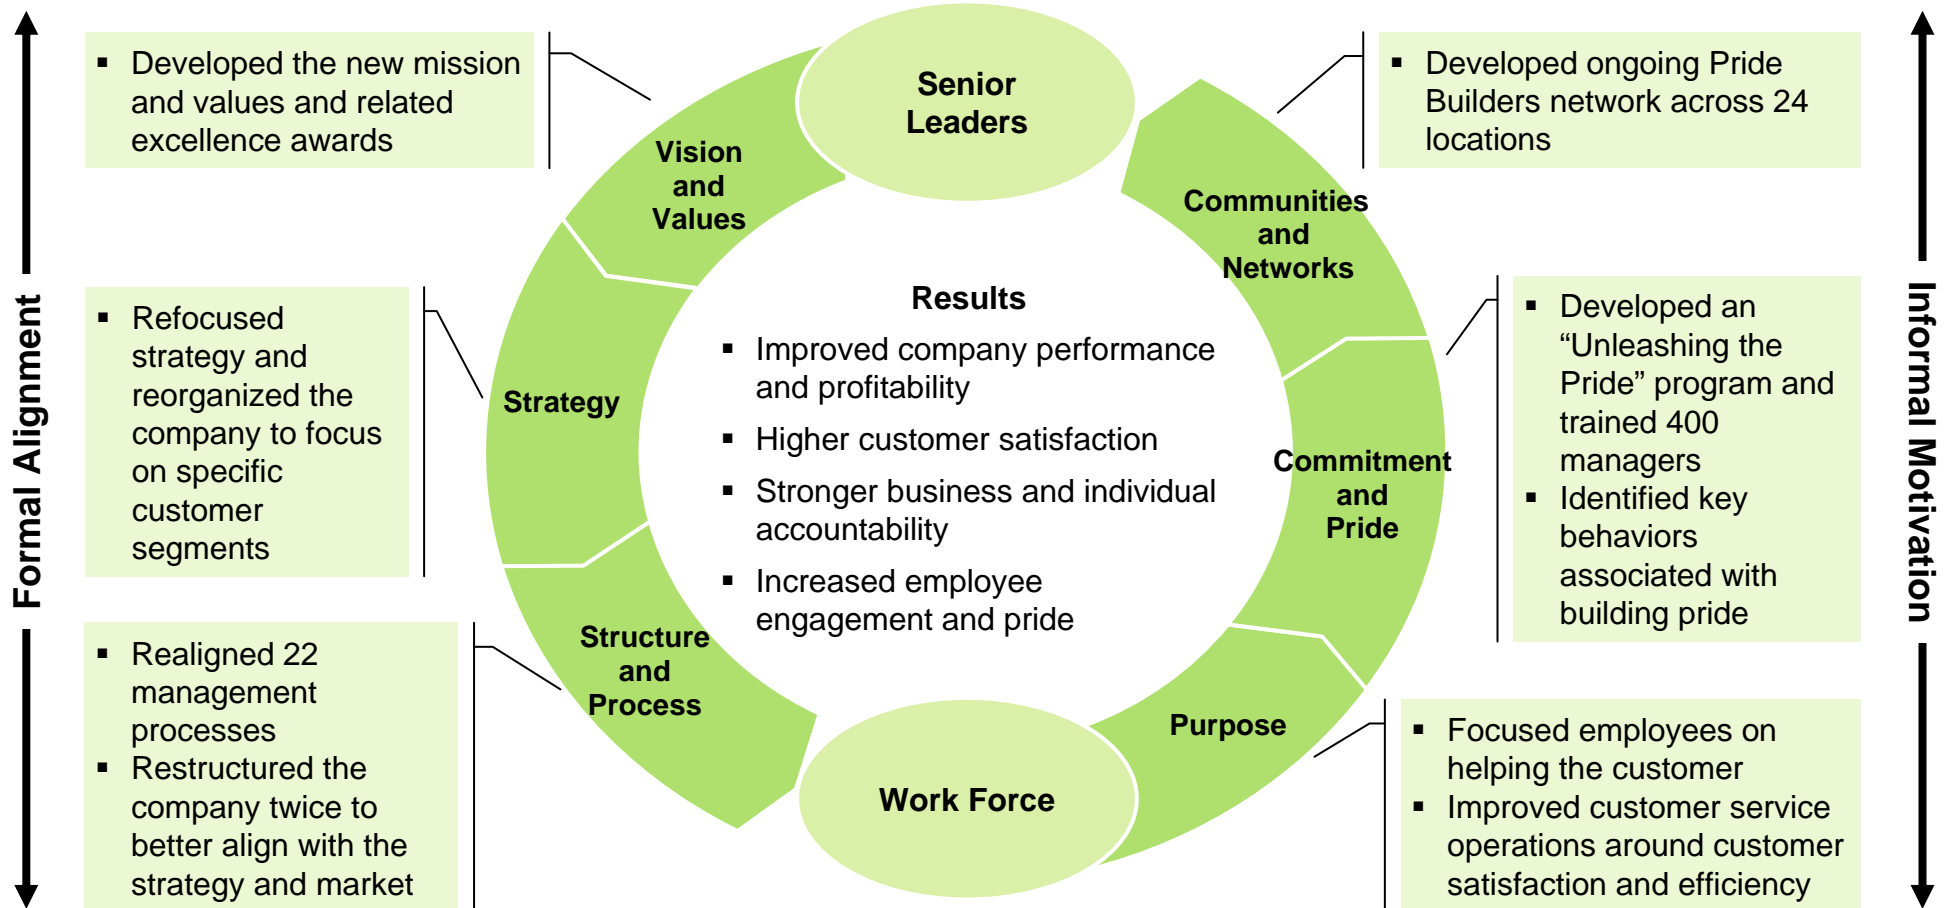 Formal Alignment
▪ Developed the new mission
and values and related
excellence awards
▪ Refocused
strategy and
reorganized the
company to focus
on specific
customer
segments
▪ Realigned 22
management
processes
▪ Restructured the
company twice to
better align with the
strategy and market
Senior
Leaders
Vision
and
Values
Strategy
Structure
and
Process
Results
▪ Improved company performance
and profitability
▪ Higher customer satisfaction
▪ Stronger business and individual
accountability
▪ Increased employee
engagement and pride
Work Force
Communities
and
Networks
Commitment
and
Pride
Purpose
▪ Developed ongoing Pride
Builders network across 24
locations
▪ Developed an
“Unleashing the
Pride” program and
trained 400
managers
▪ Identified key
behaviors
associated with
building pride
▪ Focused employees on
helping the customer
▪ Improved customer service
operations around customer
satisfaction and efficiency
Informal Motivation